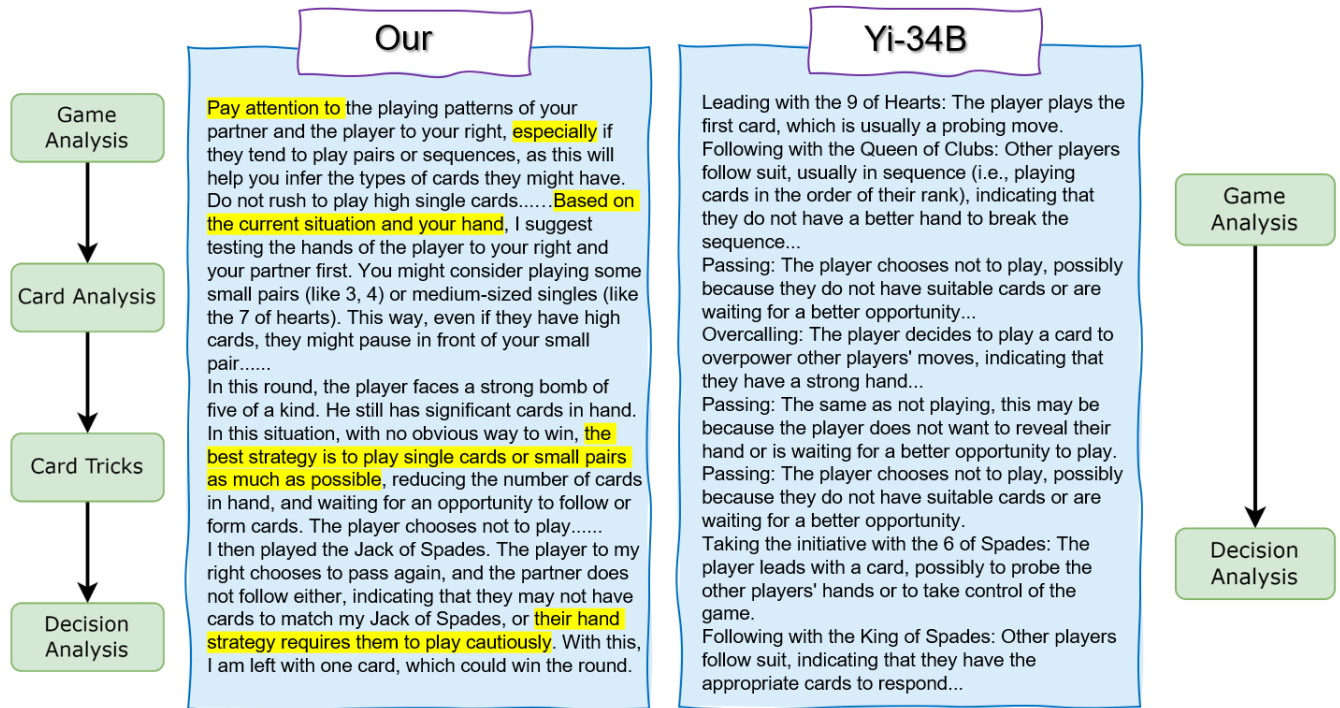 Our
Yi-34B
Game
Analysis
Card Analysis
Card Tricks
Decision
Analysis
Pay attention to the playing patterns of your
partner and the player to your right, especially if
they tend to play pairs or sequences, as this will
help you infer the types of cards they might have.
Do not rush to play high single cards......Based on
the current situation and your hand, I suggest
testing the hands of the player to your right and
your partner first. You might consider playing some
small pairs (like 3, 4) or medium-sized singles (like
the 7 of hearts). This way, even if they have high
cards, they might pause in front of your small
pair......
In this round, the player faces a strong bomb of
five of a kind. He still has significant cards in hand.
In this situation, with no obvious way to win, the
best strategy is to play single cards or small pairs
as much as possible, reducing the number of cards
in hand, and waiting for an opportunity to follow or
form cards. The player chooses not to play......
I then played the Jack of Spades. The player to my
right chooses to pass again, and the partner does
not follow either, indicating that they may not have
cards to match my Jack of Spades, or their hand
strategy requires them to play cautiously. With this,
I am left with one card, which could win the round.
Leading with the 9 of Hearts: The player plays the
first card, which is usually a probing move.
Following with the Queen of Clubs: Other players
follow suit, usually in sequence (i.e., playing
cards in the order of their rank), indicating that
they do not have a better hand to break the
sequence...
Passing: The player chooses not to play, possibly
because they do not have suitable cards or are
waiting for a better opportunity...
Overcalling: The player decides to play a card to
overpower other players' moves, indicating that
they have a strong hand...
Passing: The same as not playing, this may be
because the player does not want to reveal their
hand or is waiting for a better opportunity to play.
Passing: The player chooses not to play, possibly
because they do not have suitable cards or are
waiting for a better opportunity.
Taking the initiative with the 6 of Spades: The
player leads with a card, possibly to probe the
other players' hands or to take control of the
game.
Following with the King of Spades: Other players
follow suit, indicating that they have the
appropriate cards to respond...
Game
Analysis
Decision
Analysis